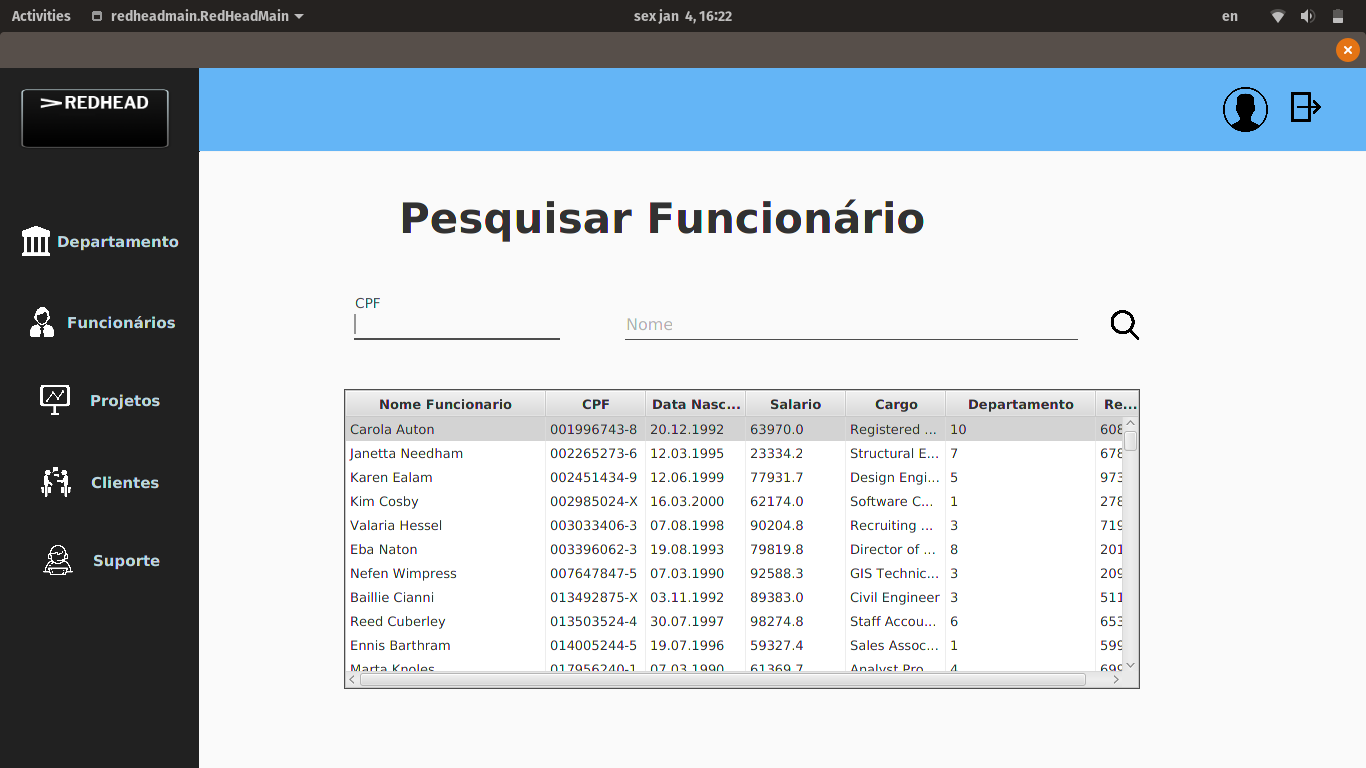 Activities redheadmain.RedHeadMain sex jan 4, 16:22 en
REDHEAD
Departamento
Funcionários
Projetos
Clientes
Suporte
Pesquisar Funcionário
CPF
Nome
Nome Funcionario CPF Data Nasc... Salario Cargo Departamento Re...
Carola Auton 001996743-8 20.12.1992 63970.0 Registered ... 10 608
Janetta Needham 002265273-6 12.03.1995 23334.2 Structural E... 7 678
Karen Ealam 002451434-9 12.06.1999 77931.7 Design Engi... 5 973
Kim Cosby 002985024-X 16.03.2000 62174.0 Software C... 1 278
Valaria Hessel 003033406-3 07.08.1998 90204.8 Recruiting ... 3 719
Eba Naton 003396062-3 19.08.1993 79819.8 Director of ... 8 201
Nefen Wimpress 007647847-5 07.03.1990 92588.3 GIS Technic... 3 209
Baillie Cianni 013492875-X 03.11.1992 89383.0 Civil Engineer 3 511
Reed Cuberley 013503524-4 30.07.1997 98274.8 Staff Accou... 6 653
Ennis Barthram 014005244-5 19.07.1996 59327.4 Sales Assoc... 1 599
Marta Knoles 017956240-1 07.03.1990 61369.7 Analyst Pro... 4 699